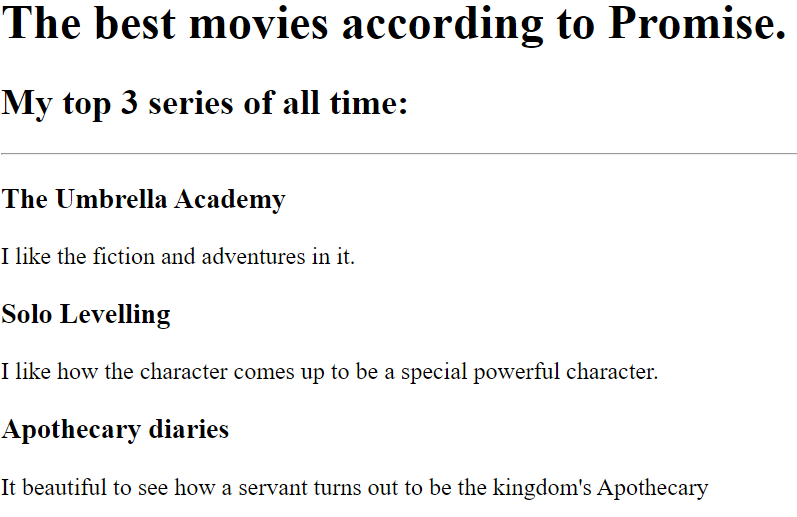 The best movies according to Promise.
My top 3 series of all time:
The Umbrella Academy
I like the fiction and adventures in it.
Solo Levelling
I like how the character comes up to be a special powerful character.
Apothecary diaries
It beautiful to see how a servant turns out to be the kingdom's Apothecary